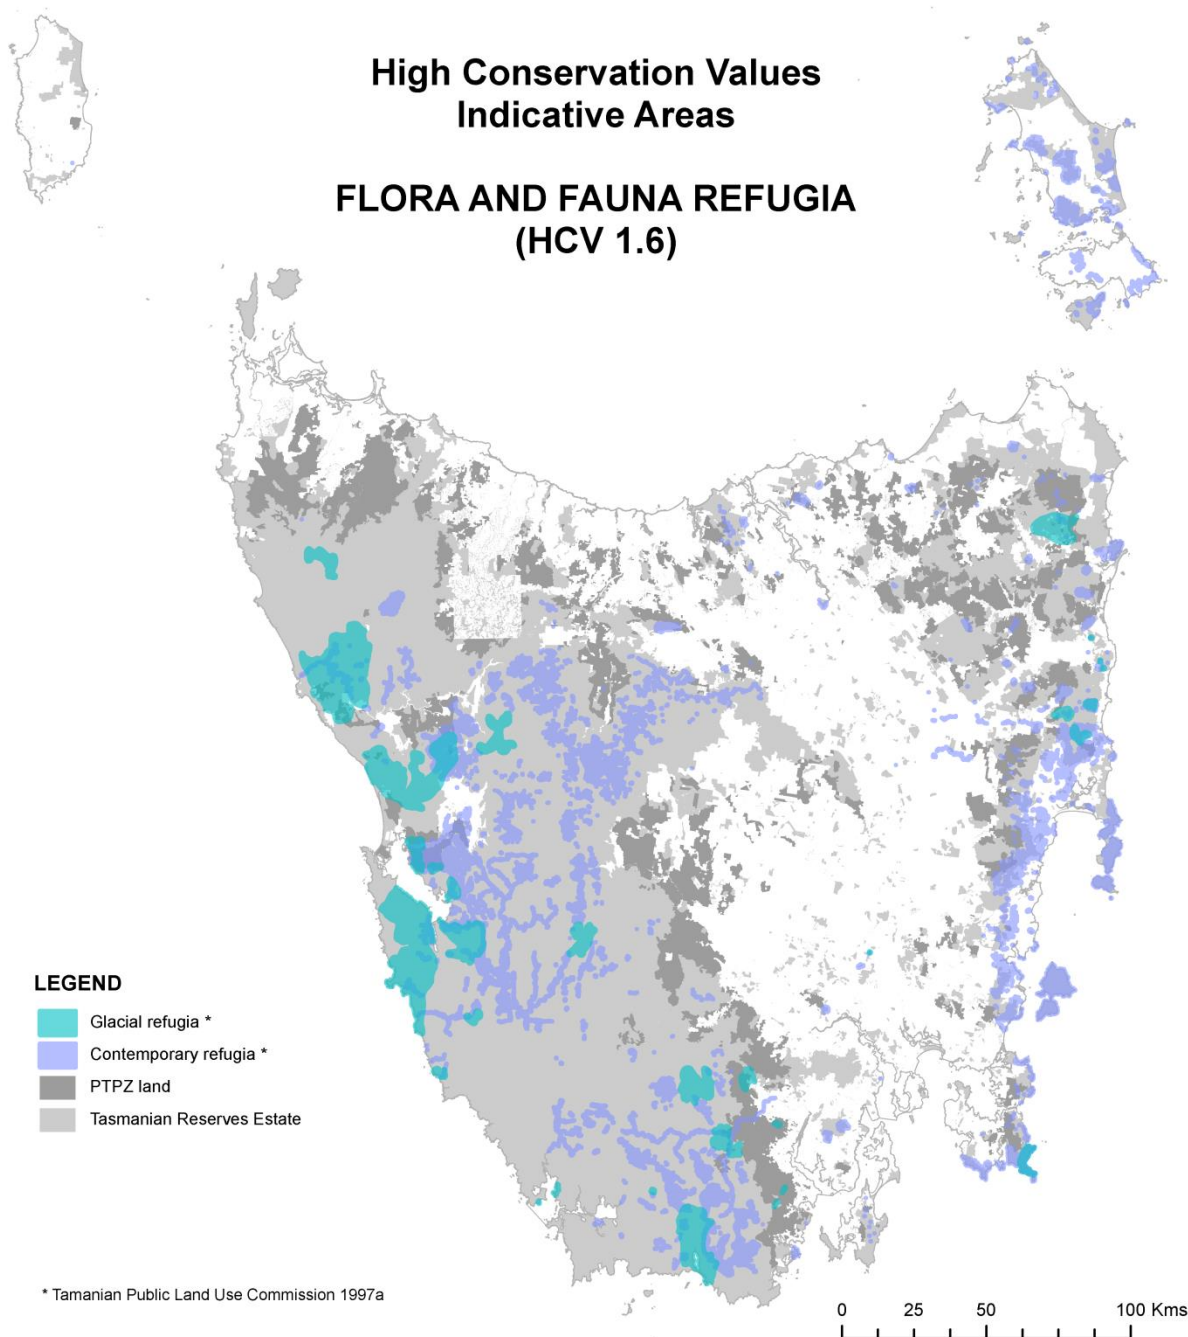 High Conservation Values
Indicative Areas
FLORA AND FAUNA REFUGIA
(HCV 1.6)
LEGEND
Glacial refugia *
Contemporary refugia *
PTPZ land
Tasmanian Reserves Estate
* Tamanian Public Land Use Commission 1997a
0 25 50 100 Kms